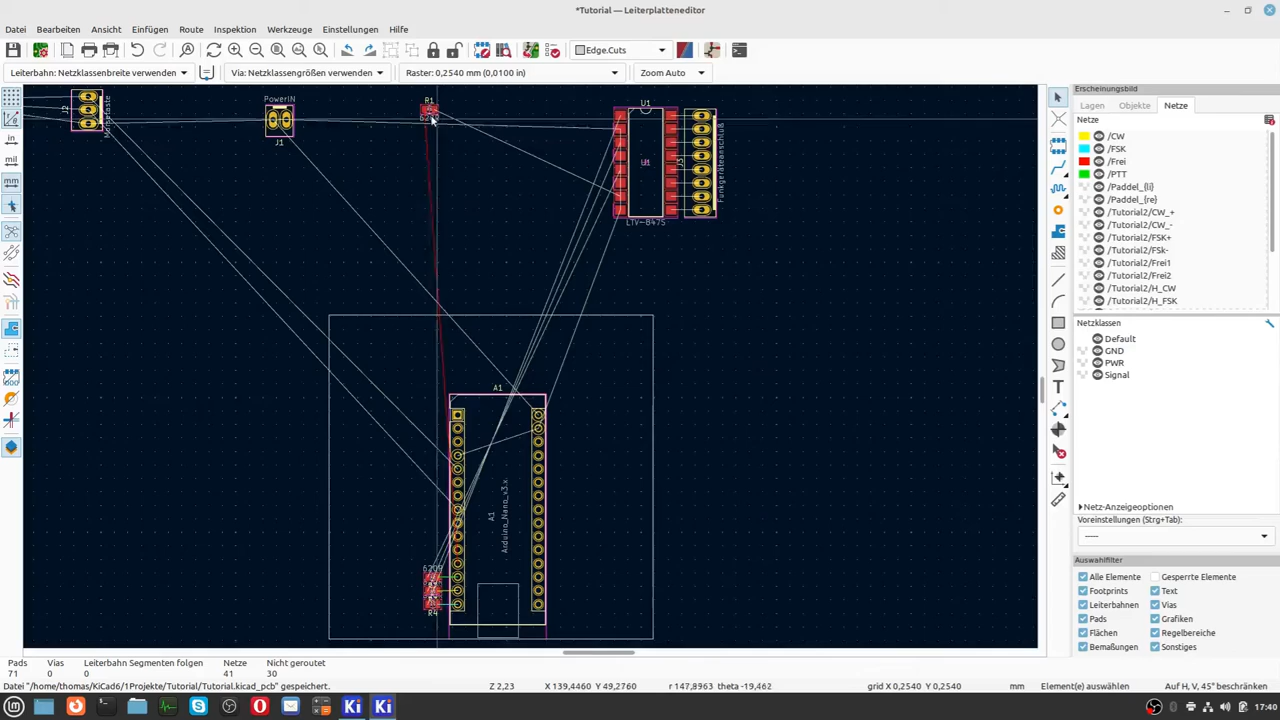 *Tutorial — Leiterplatteneditor
Datei Bearbeiten Ansicht Einfügen Route Inspektion Werkzeuge Einstellungen Hilfe
Edge.Cuts
Leiterbahn: Netzklassenbreite verwenden Via: Netzklassengrößen verwenden Raster: 0,2540 mm (0,0100 in) Zoom Auto
Erscheinungsbild
Lagen Objekte Netze
Netze
/CW
/FSK
/Frei
/PTT
/Paddel_{li}
/Paddel_{re}
/Tutorial2/CW_+
/Tutorial2/CW_-
/Tutorial2/FSK+
/Tutorial2/FSk-
/Tutorial2/Frei1
/Tutorial2/Frei2
/Tutorial2/H_CW
/Tutorial2/H_FSK
Netzklassen
Default
GND
PWR
Signal
Netz-Anzeigeoptionen
Voreinstellungen (Strg+Tab):
-----
Auswahlfilter
Alle Elemente Gesperrte Elemente
Footprints Text
Leiterbahnen Vias
Pads Grafiken
Flächen Regelbereiche
Bemaßungen Sonstiges
in
mm
J2
PowerIN
J1
R1
U1
U1
J3
Funkgeräteanschluß
LTV-847S
A1
A1
Arduino_Nano_v3.x
R4
Pads Vias Leiterbahn Segmenten folgen Netze Nicht geroutet
71 0 0 41 30
Datei "/home/thomas/KiCad6/1Projekte/Tutorial/Tutorial.kicad_pcb" gespeichert. Z 2,23 X 139,4460 Y 49,2760 r 147,8963 theta -19,462 grid X 0,2540 Y 0,2540 mm Element(e) auswählen Auf H, V, 45° beschränken
17:40